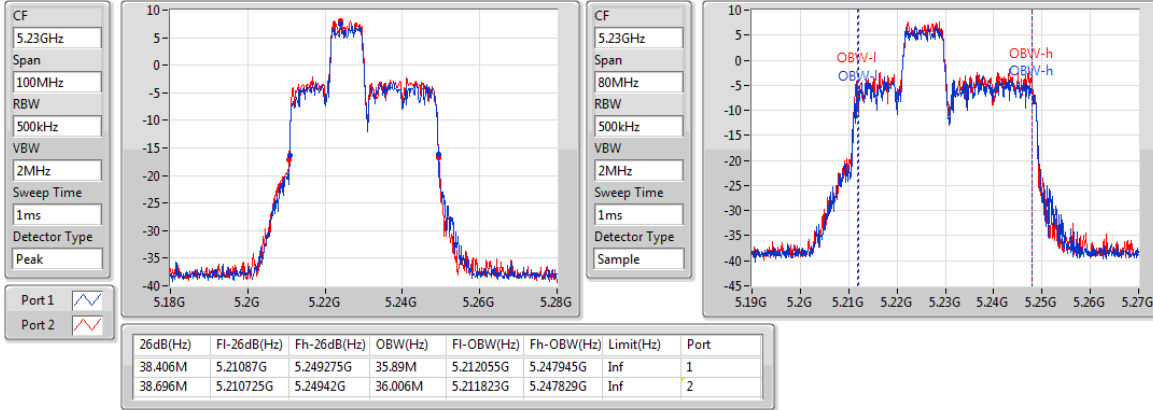 CF
5.23GHz
Span
100MHz
RBW
500kHz
VBW
2MHz
Sweep Time
1ms
Detector Type
Peak
Port 1
Port 2
10
5
0
-5
-10
-15
-20
-25
-30
-35
-40
5.18G 5.2G 5.22G 5.24G 5.26G 5.28G
CF
5.23GHz
Span
80MHz
RBW
500kHz
VBW
2MHz
Sweep Time
1ms
Detector Type
Sample
10
5
0
-5
-10
-15
-20
-25
-30
-35
-40
-45
OBW-l
OBW-l
OBW-h
OBW-h
5.19G 5.2G 5.21G 5.22G 5.23G 5.24G 5.25G 5.26G 5.27G
26dB(Hz) Fl-26dB(Hz) Fh-26dB(Hz) OBW(Hz) Fl-OBW(Hz) Fh-OBW(Hz) Limit(Hz) Port
38.406M 5.21087G 5.249275G 35.89M 5.212055G 5.247945G Inf 1
38.696M 5.210725G 5.24942G 36.006M 5.211823G 5.247829G Inf 2